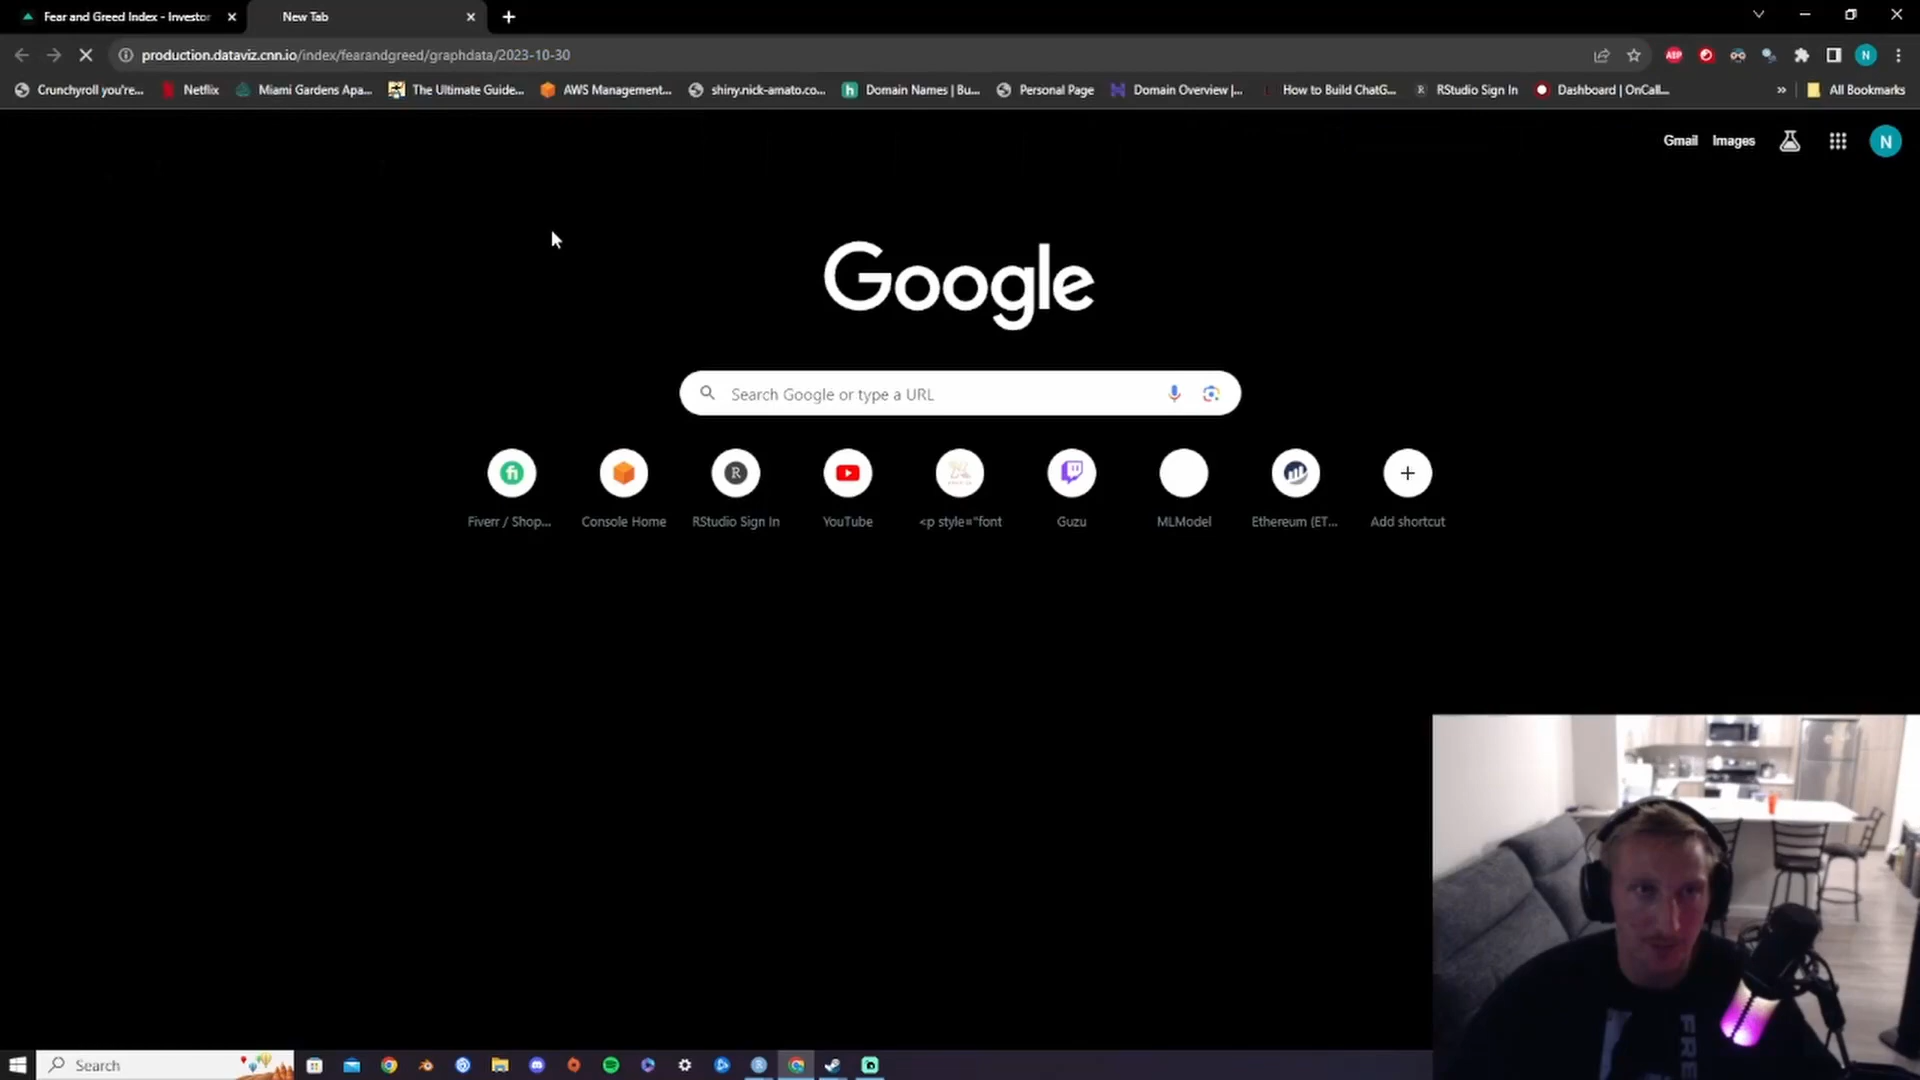 Fear and Greed Index - Investor
New Tab
production.dataviz.cnn.io/index/fearandgreed/graphdata/2023-10-30
ABP
N
Crunchyroll you're...
Netflix
Miami Gardens Apa...
The Ultimate Guide...
AWS Management...
shiny.nick-amato.co...
h
Domain Names | Bu...
Personal Page
Domain Overview |...
How to Build ChatG...
R
RStudio Sign In
Dashboard | OnCall...
»
All Bookmarks
Gmail
Images
N
Google
Search Google or type a URL
fi
R
Fiverr / Shop...
Console Home
RStudio Sign In
YouTube
<p style="font
Guzu
MLModel
Ethereum (ET...
Add shortcut
FRE
Search